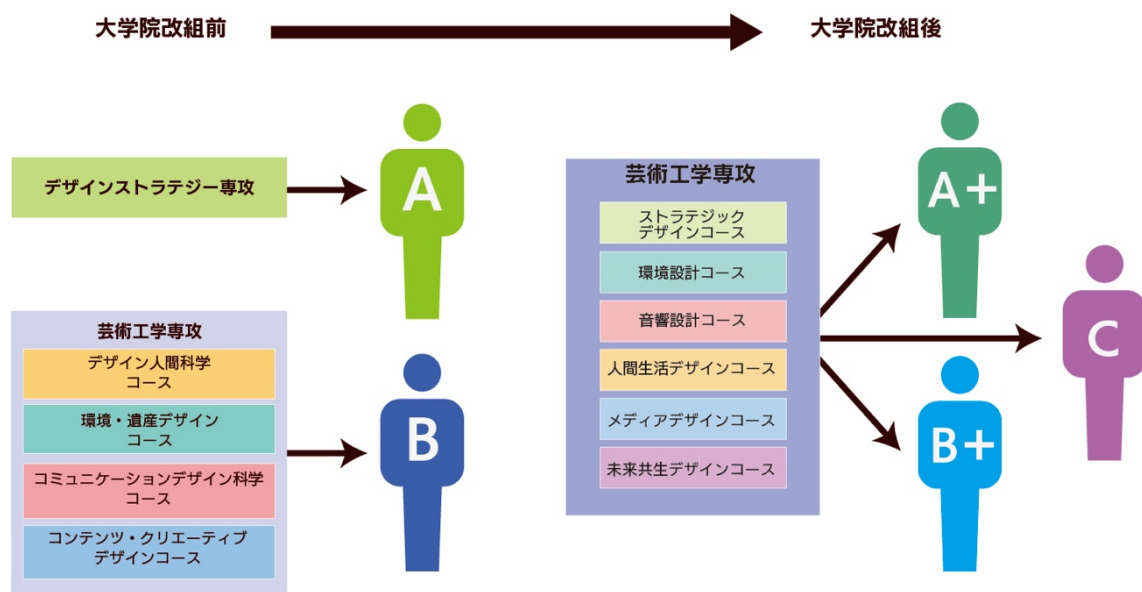 大学院改組前
大学院改組後
デザインストラテジー専攻
A
芸術工学専攻
デザイン人間科学
コース
環境・遺産デザイン
コース
コミュニケーションデザイン科学
コース
コンテンツ・クリエーティブ
デザインコース
B
芸術工学専攻
ストラテジック
デザインコース
環境設計コース
音響設計コース
人間生活デザインコース
メディアデザインコース
未来共生デザインコース
A+
C
B+